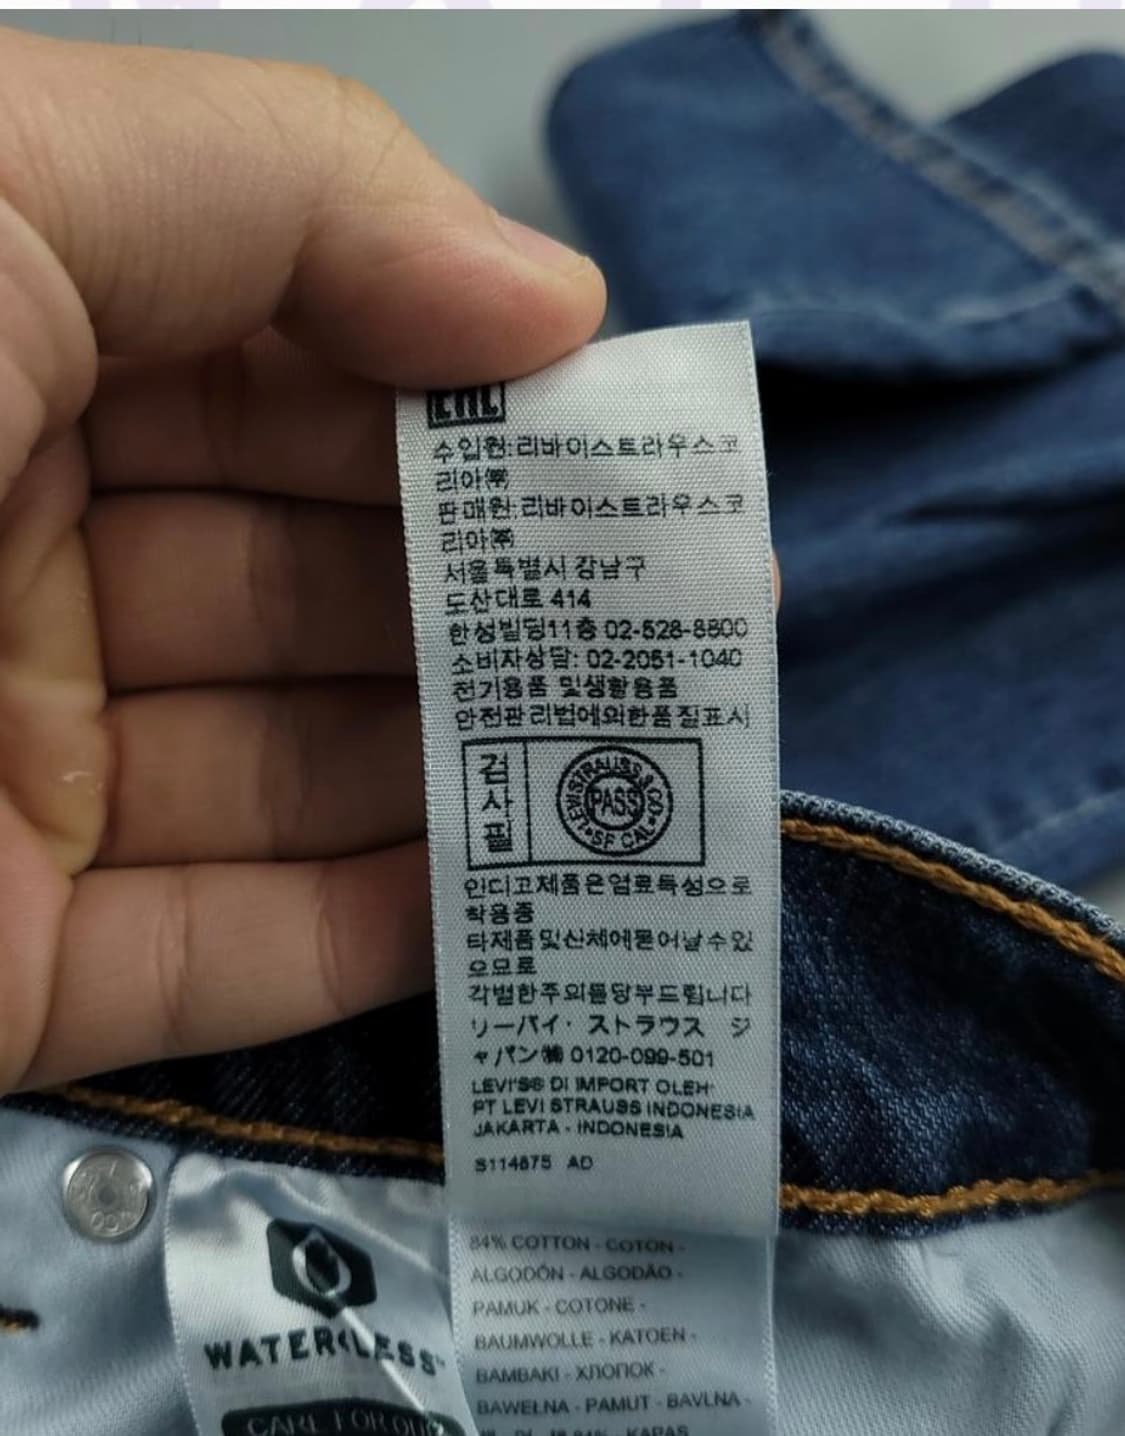 EAC
수입원:리바이스트라우스코
리아㈜
판매원:리바이스트라우스코
리아㈜
서울특별시 강남구
도산대로 414
한성빌딩11층 02-528-8800
소비자상담: 02-2051-1040
전기용품 및생활용품
안전관리법에의한품질표시
검사필
LEVI STRAUSS & CO
PASS
SF CAL
인디고제품은염료특성으로
착용중
타제품및신체에묻어날수있
으므로
각별한주의를당부드립니다
リーバイ・ストラウス ジ
ャパン㈱ 0120-099-501
LEVI'S® DI IMPORT OLEH:
PT LEVI STRAUSS INDONESIA
JAKARTA - INDONESIA
S114675 AD
84% COTTON - COTON -
ALGODÓN - ALGODÃO -
PAMUK - COTONE -
BAUMWOLLE - KATOEN -
BAMBAKI - ХЛОПОК -
BAWEŁNA - PAMUT - BAVLNA -
KAPAS
WATER<LESS™
CARE FOR OUR
CO